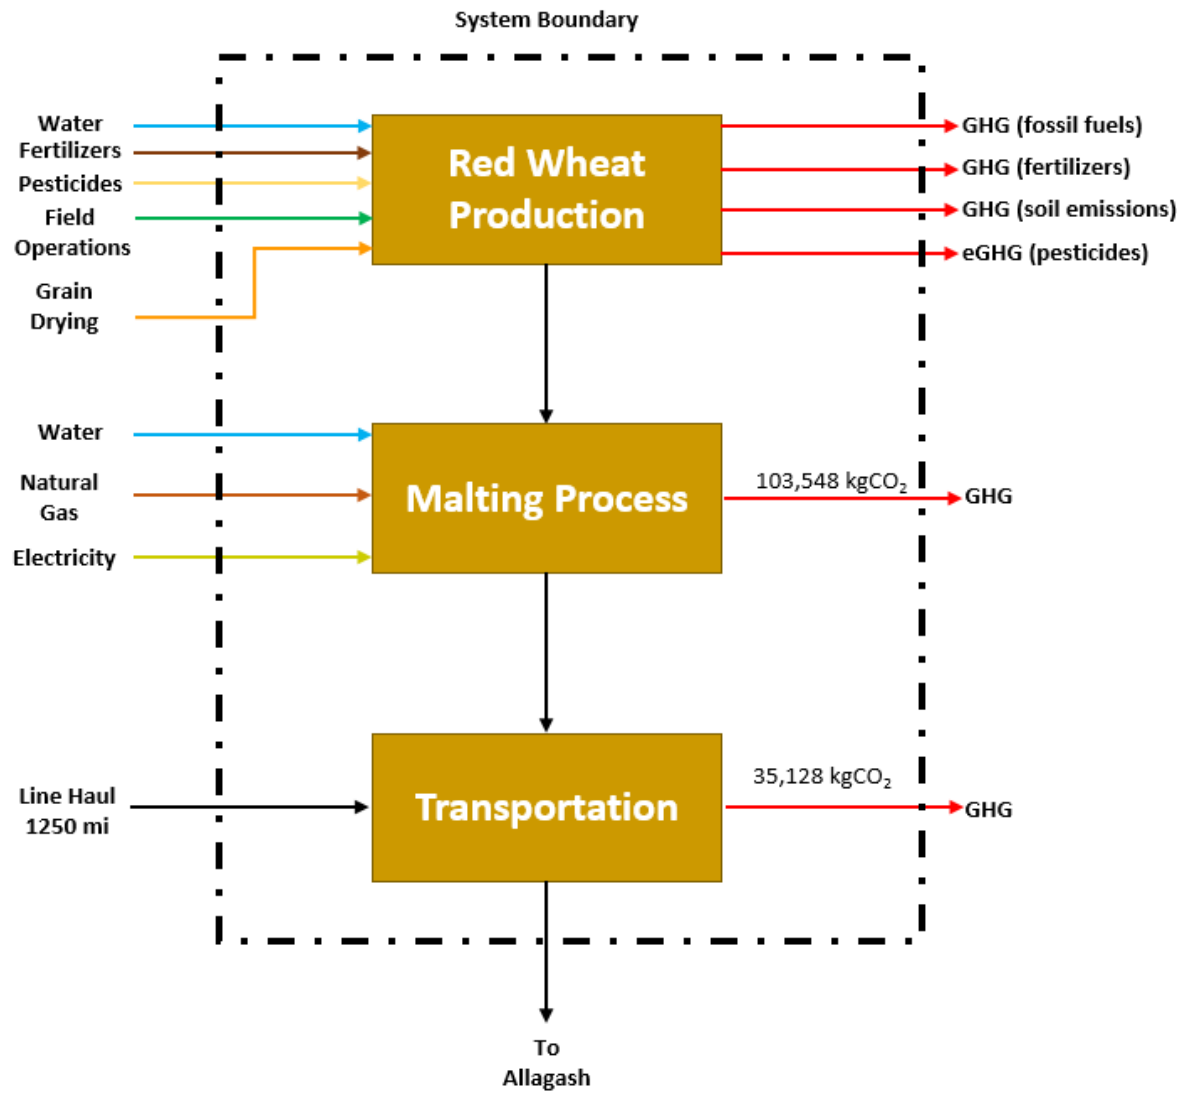 System Boundary
Water
Fertilizers
Pesticides
Field
Operations
Grain
Drying
Red Wheat
Production
GHG (fossil fuels)
GHG (fertilizers)
GHG (soil emissions)
eGHG (pesticides)
Water
Natural
Gas
Electricity
Malting Process
103,548 kgCO₂
GHG
Line Haul
1250 mi
Transportation
35,128 kgCO₂
GHG
To
Allagash